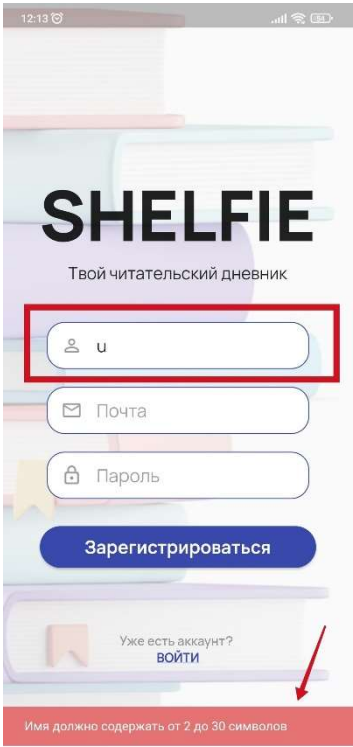 12:13
54
SHELFIE
Твой читательский дневник
u
Почта
Пароль
Зарегистрироваться
Уже есть аккаунт?
ВОЙТИ
Имя должно содержать от 2 до 30 символов